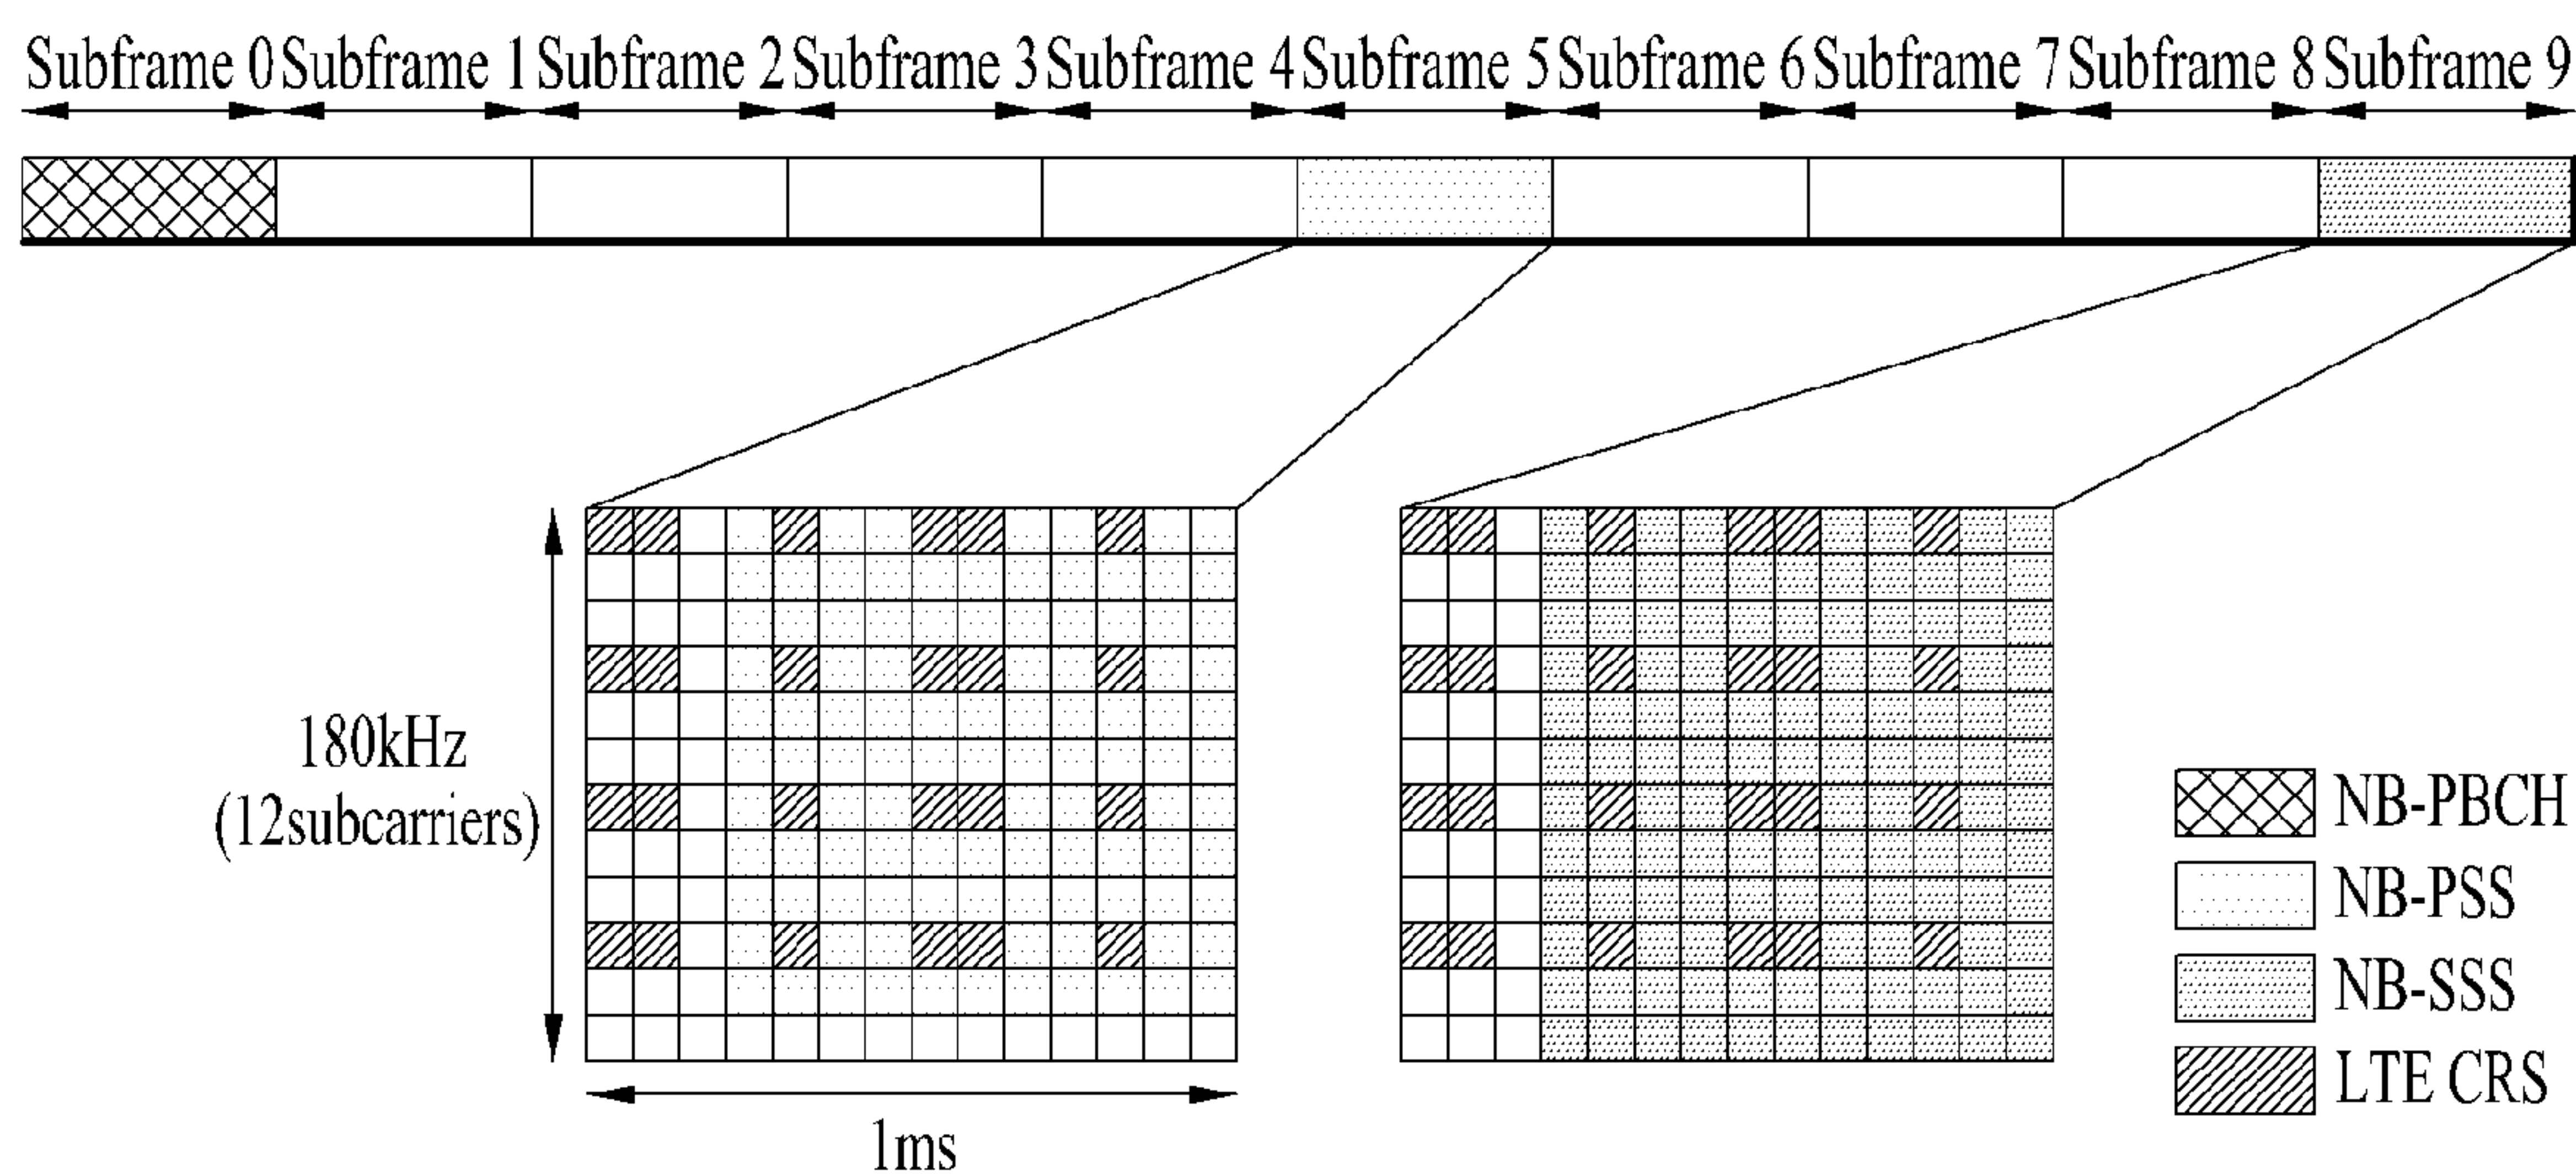 Subframe 0 Subframe 1 Subframe 2 Subframe 3 Subframe 4 Subframe 5 Subframe 6 Subframe 7 Subframe 8 Subframe 9
180kHz
(12subcarriers)
1ms
NB-PBCH
NB-PSS
NB-SSS
LTE CRS